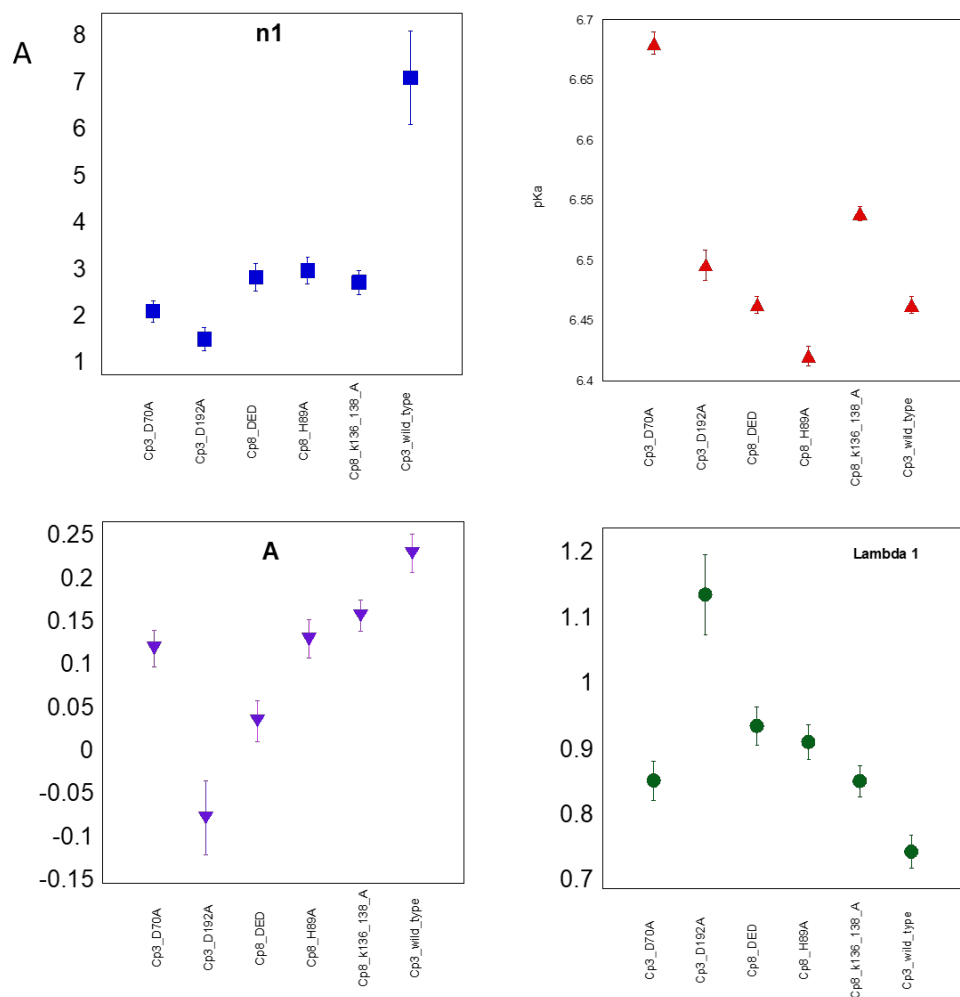 A
n1
8
7
6
5
4
3
2
1
Cp3_D70A
Cp3_D192A
Cp8_DED
Cp8_H89A
Cp8_k136_138_A
Cp3_wild_type
pKa
6.7
6.65
6.6
6.55
6.5
6.45
6.4
Cp3_D70A
Cp3_D192A
Cp8_DED
Cp8_H89A
Cp8_k136_138_A
Cp3_wild_type
A
0.25
0.2
0.15
0.1
0.05
0
-0.05
-0.1
-0.15
Cp3_D70A
Cp3_D192A
Cp8_DED
Cp8_H89A
Cp8_k136_138_A
Cp3_wild_type
Lambda 1
1.2
1.1
1
0.9
0.8
0.7
Cp3_D70A
Cp3_D192A
Cp8_DED
Cp8_H89A
Cp8_k136_138_A
Cp3_wild_type